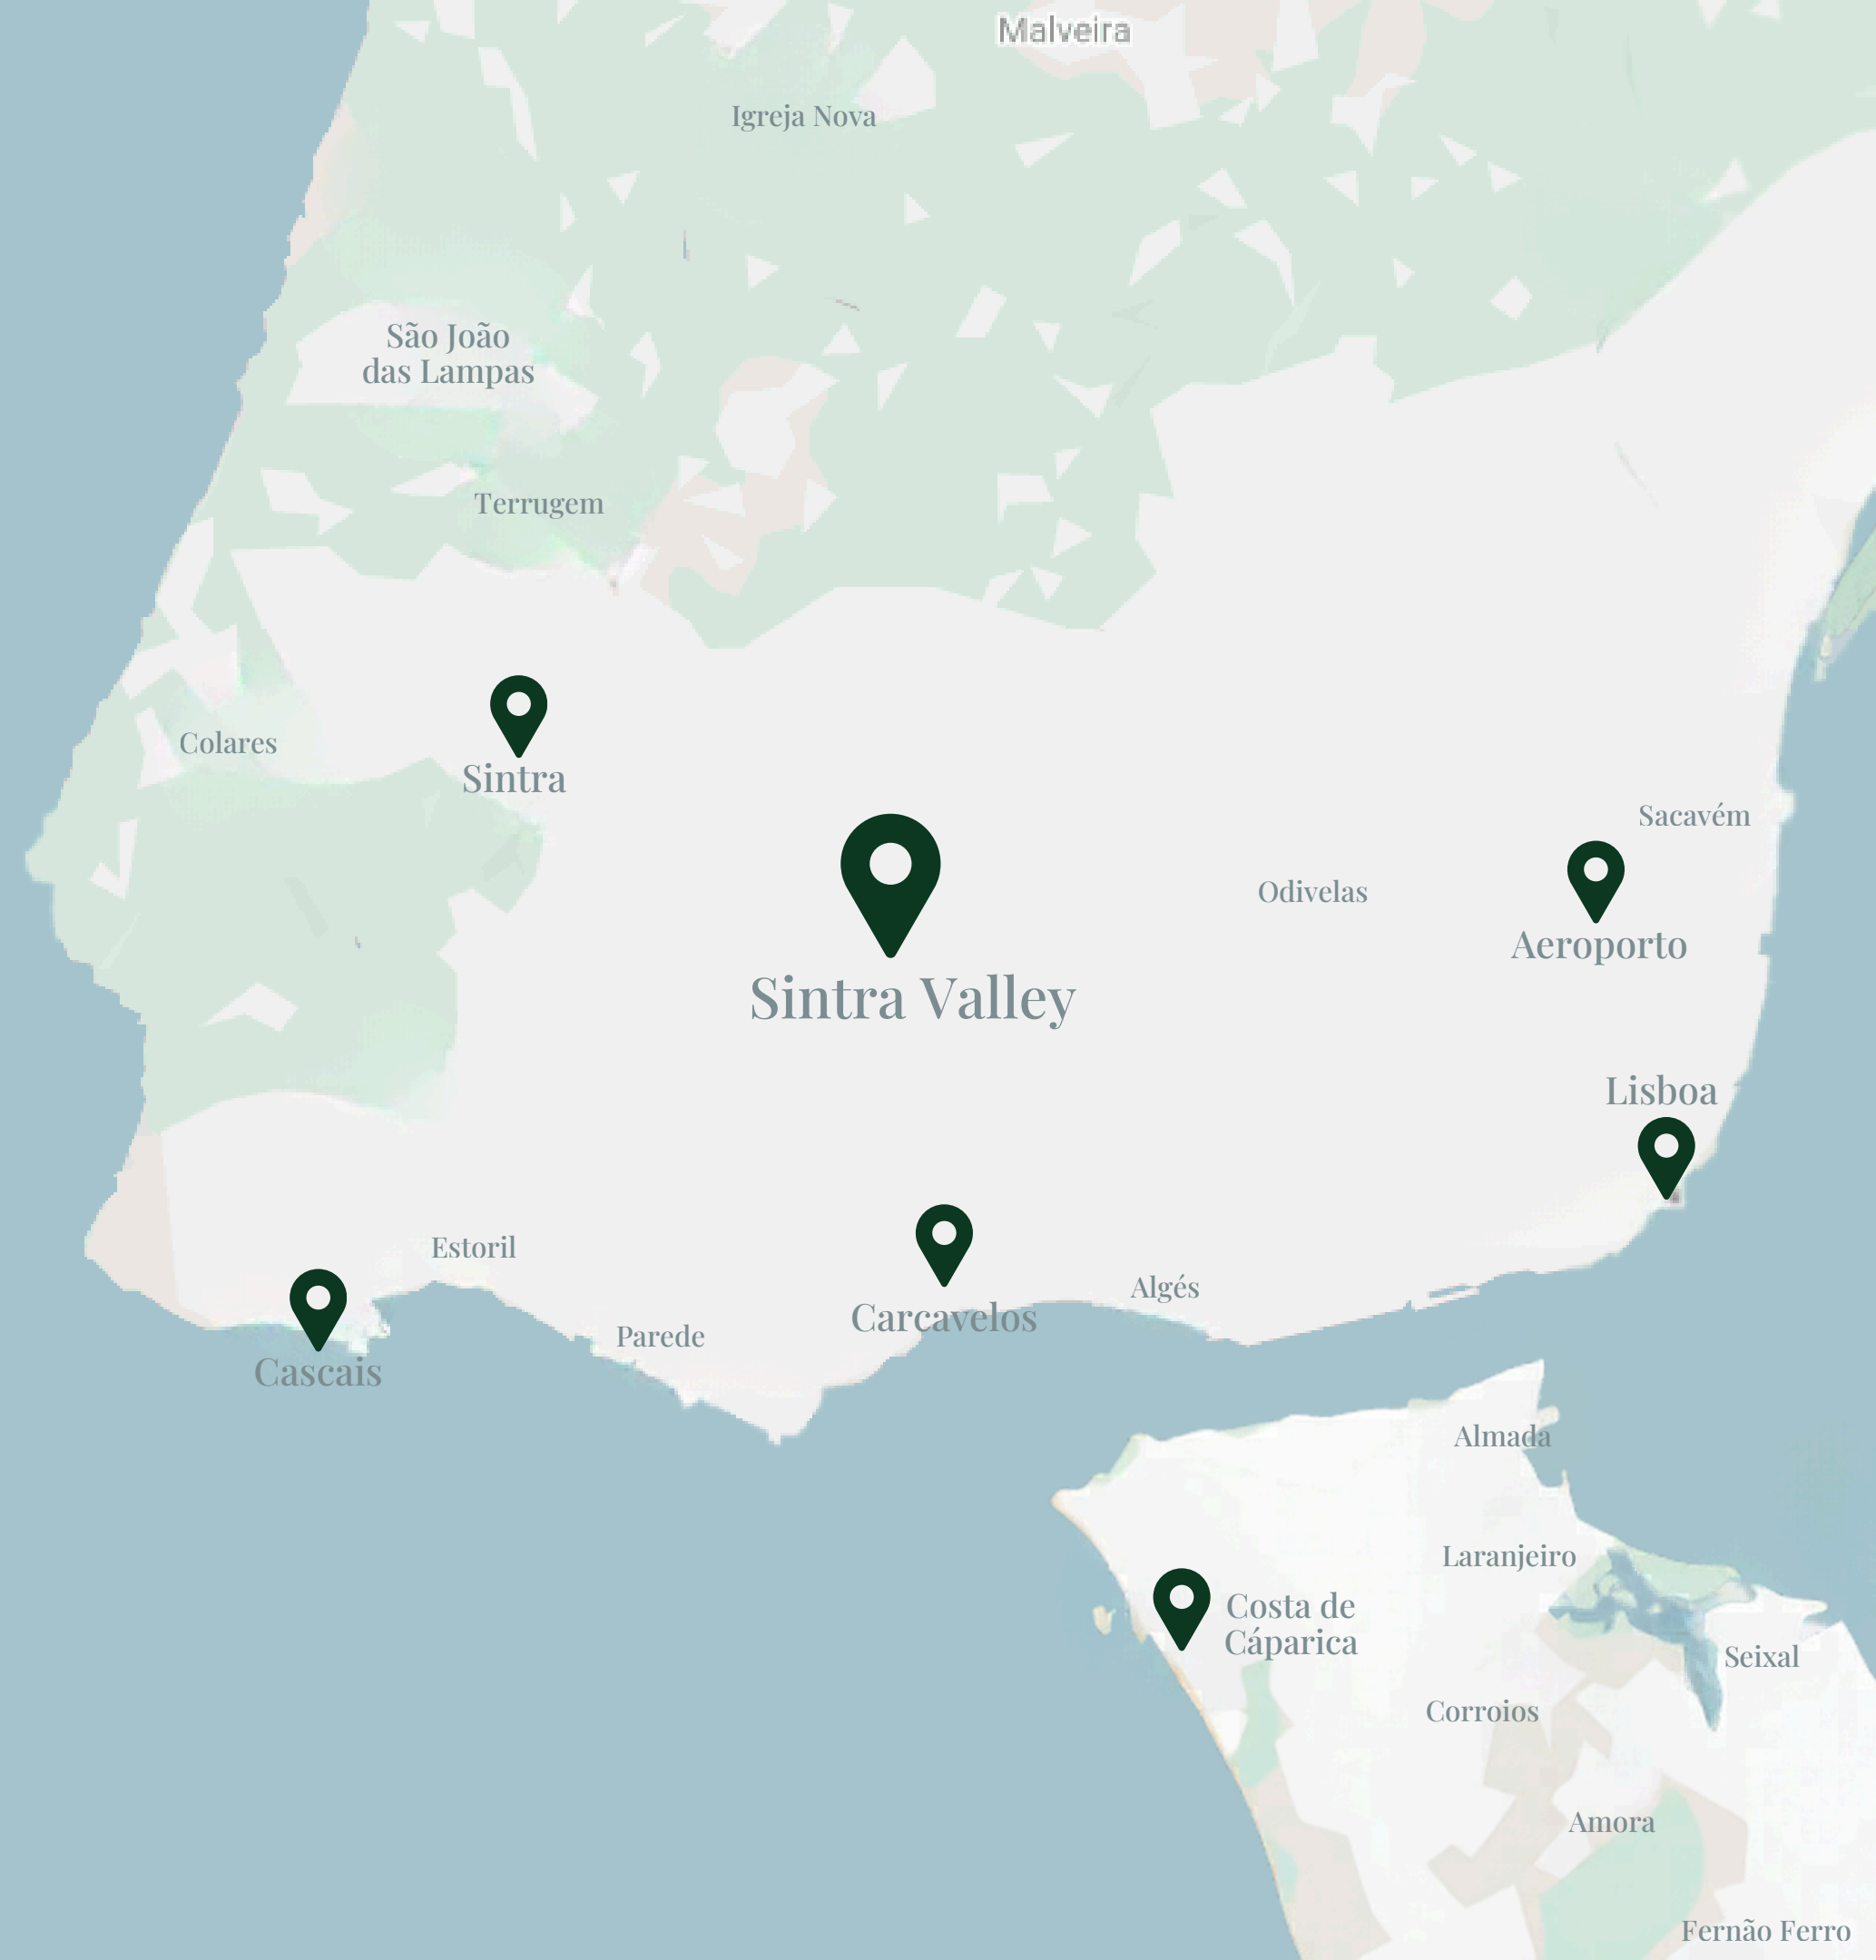 Malveira
Igreja Nova
São João
das Lampas
Terrugem
Colares
Sintra
Sacavém
Odivelas
Aeroporto
Sintra Valley
Lisboa
Estoril
Algés
Carcavelos
Parede
Cascais
Almada
Laranjeiro
Costa de
Cáparica
Seixal
Corroios
Amora
Fernão Ferro